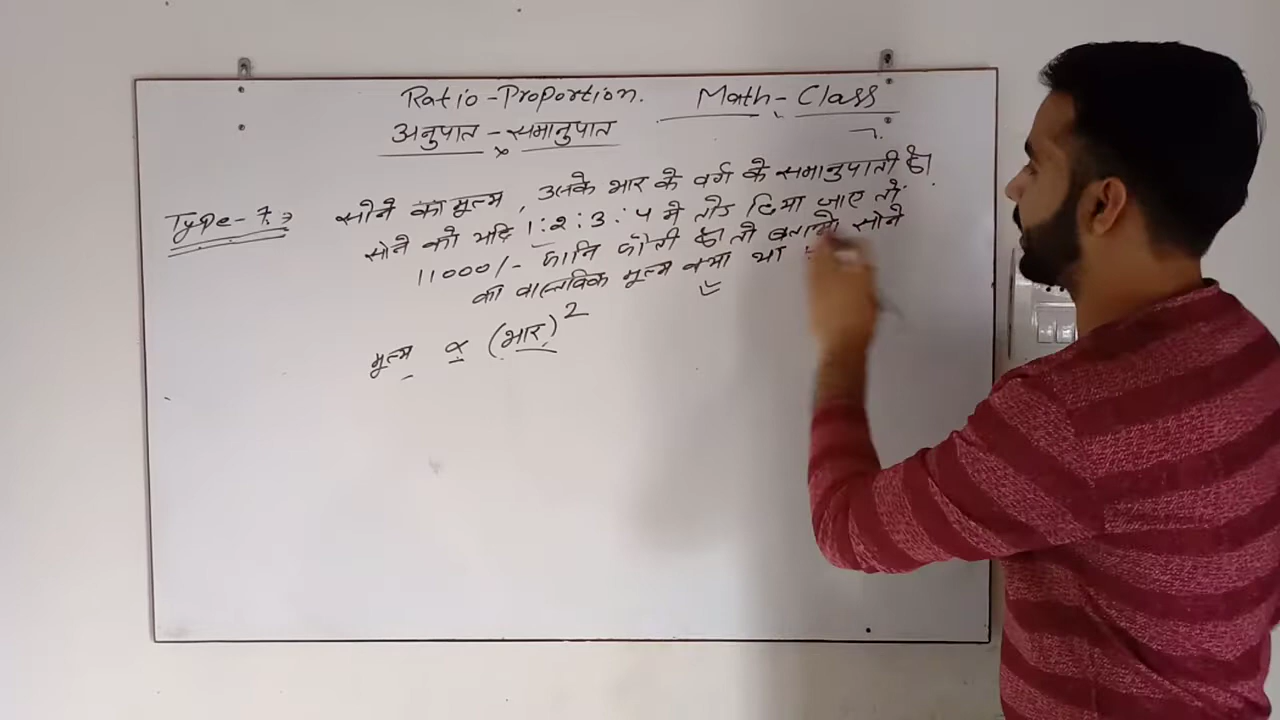 Ratio-Proportion. Math-Class
अनुपात - समानुपात
Type-7.⇒ सोने का मूल्य, उसके भार के वर्ग के समानुपाती है।
सोने को यदि 1:2:3:4 में तोड़ दिया जाए तो
11000/- हानि होती है तो बताओ सोने
का वास्तविक मूल्य क्या था
मूल्य ∝ (भार)²